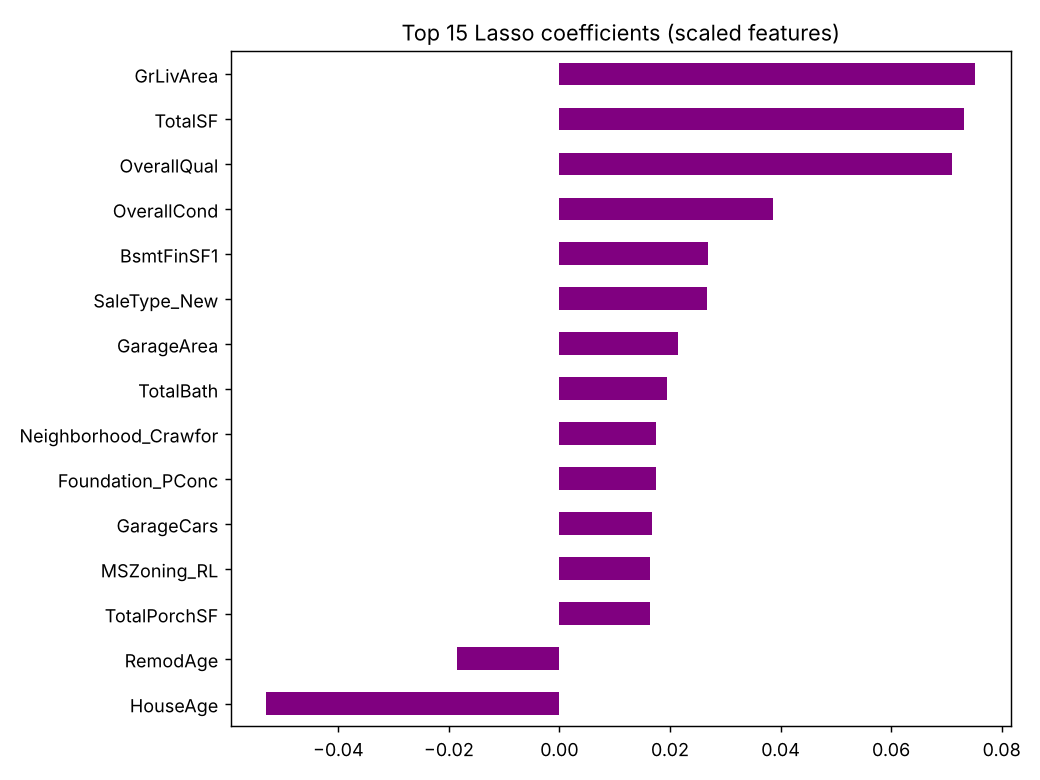 Top 15 Lasso coefficients (scaled features)
GrLivArea
TotalSF
OverallQual
OverallCond
BsmtFinSF1
SaleType_New
GarageArea
TotalBath
Neighborhood_Crawfor
Foundation_PConc
GarageCars
MSZoning_RL
TotalPorchSF
RemodAge
HouseAge
−0.04 −0.02 0.00 0.02 0.04 0.06 0.08